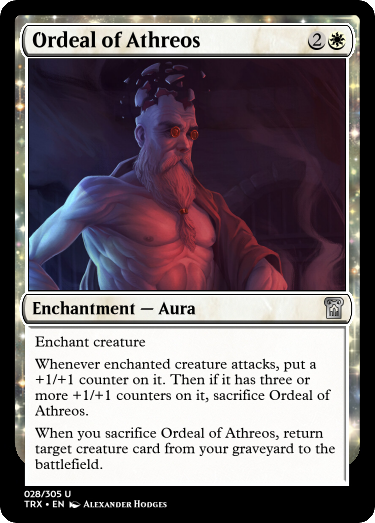 Ordeal of Athreos 2
Enchantment — Aura
Enchant creature
Whenever enchanted creature attacks, put a
+1/+1 counter on it. Then if it has three or
more +1/+1 counters on it, sacrifice Ordeal of
Athreos.
When you sacrifice Ordeal of Athreos, return
target creature card from your graveyard to the
battlefield.
028/305 U
TRX • EN Alexander Hodges